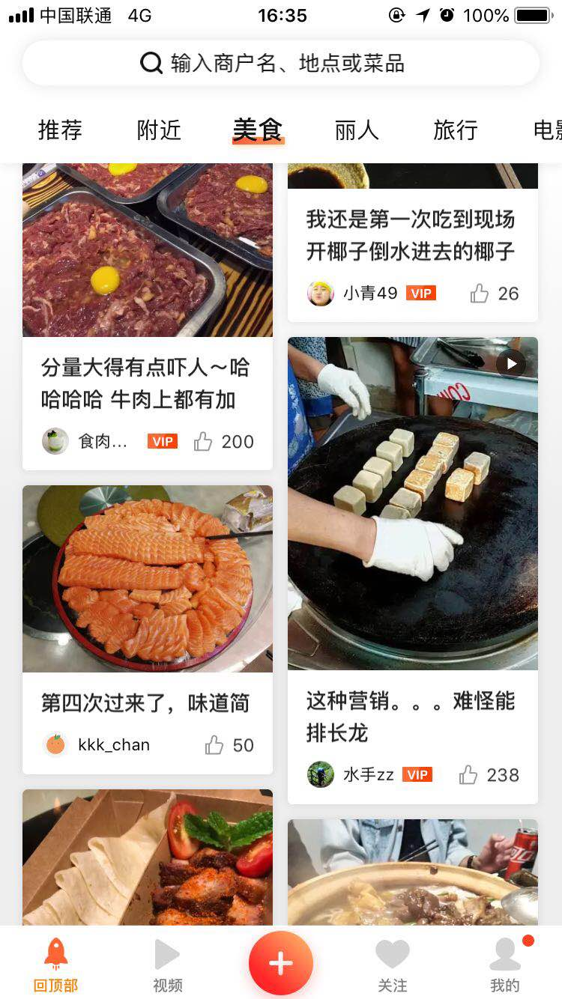 中国联通 4G 16:35 100%
输入商户名、地点或菜品
推荐 附近 美食 丽人 旅行 电影
分量大得有点吓人～哈
哈哈哈哈 牛肉上都有加
食肉... VIP 200
第四次过来了，味道简
kkk_chan 50
我还是第一次吃到现场
开椰子倒水进去的椰子
小青49 VIP 26
这种营销。。。难怪能
排长龙
水手zz VIP 238
回顶部 视频 关注 我的